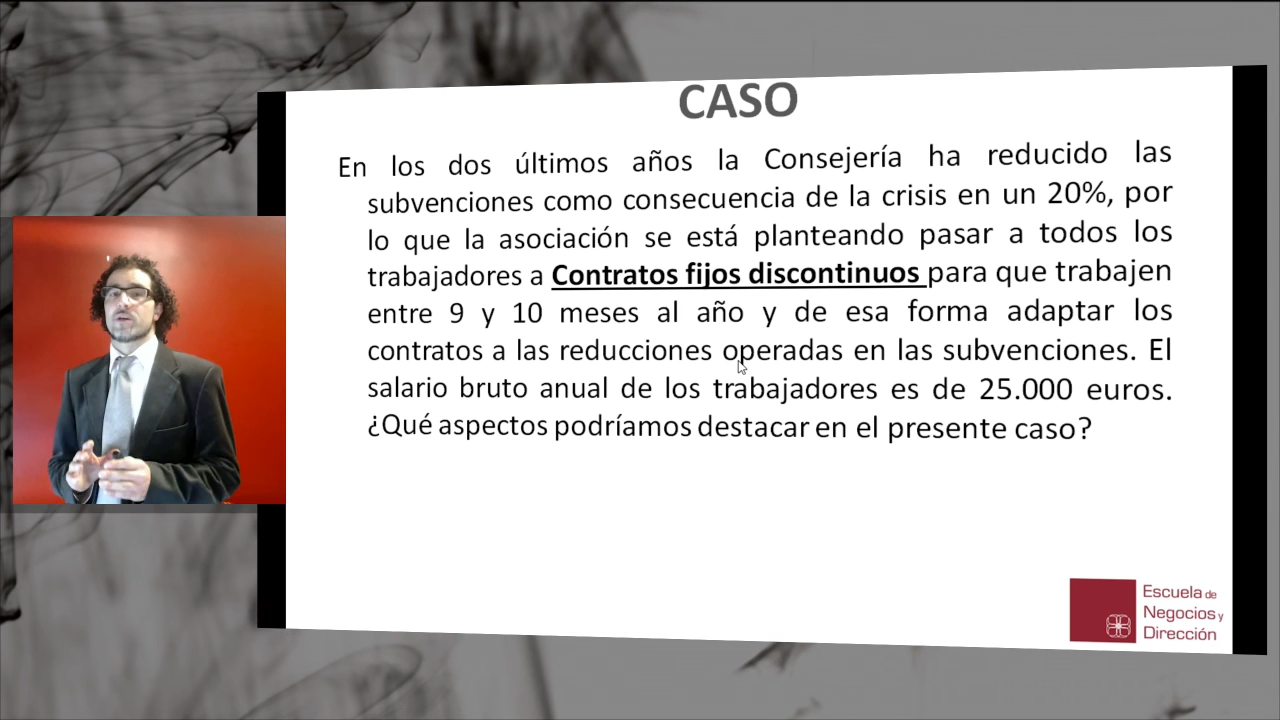 CASO
En los dos últimos años la Consejería ha reducido las
subvenciones como consecuencia de la crisis en un 20%, por
lo que la asociación se está planteando pasar a todos los
trabajadores a Contratos fijos discontinuos para que trabajen
entre 9 y 10 meses al año y de esa forma adaptar los
contratos a las reducciones operadas en las subvenciones. El
salario bruto anual de los trabajadores es de 25.000 euros.
¿Qué aspectos podríamos destacar en el presente caso?
Escuela de
Negocios y
Dirección